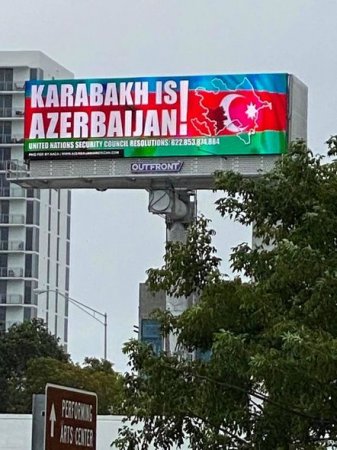 KARABAKH IS
AZERBAIJAN!
UNITED NATIONS SECURITY COUNCIL RESOLUTIONS: 822,853,874,884
OUTFRONT/
PERFORMING
ARTS CENTER